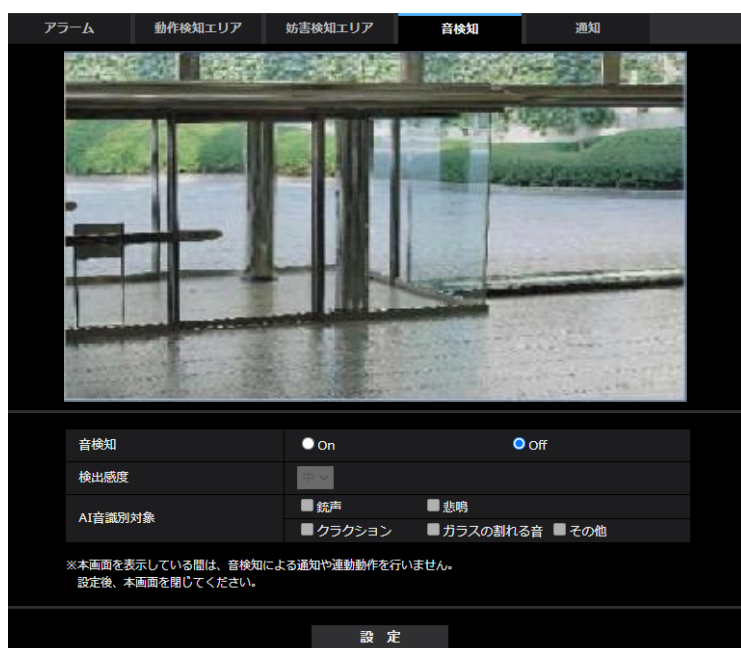 アラーム 動作検知エリア 妨害検知エリア 音検知 通知
音検知 On Off
検出感度 中
AI音識別対象 銃声 悲鳴
クラクション ガラスの割れる音 その他
※本画面を表示している間は、音検知による通知や連動動作を行いません。
設定後、本画面を閉じてください。
設 定